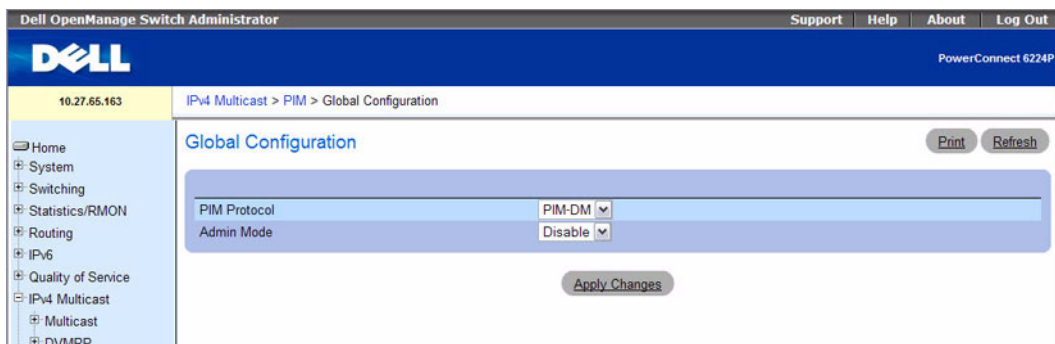 Dell OpenManage Switch Administrator
Support
Help
About
Log Out
DELL
PowerConnect 6224P
10.27.65.163
IPv4 Multicast > PIM > Global Configuration
Home
System
Switching
Statistics/RMON
Routing
IPv6
Quality of Service
IPv4 Multicast
Multicast
DVMRP
Global Configuration
Print
Refresh
PIM Protocol
PIM-DM
Admin Mode
Disable
Apply Changes